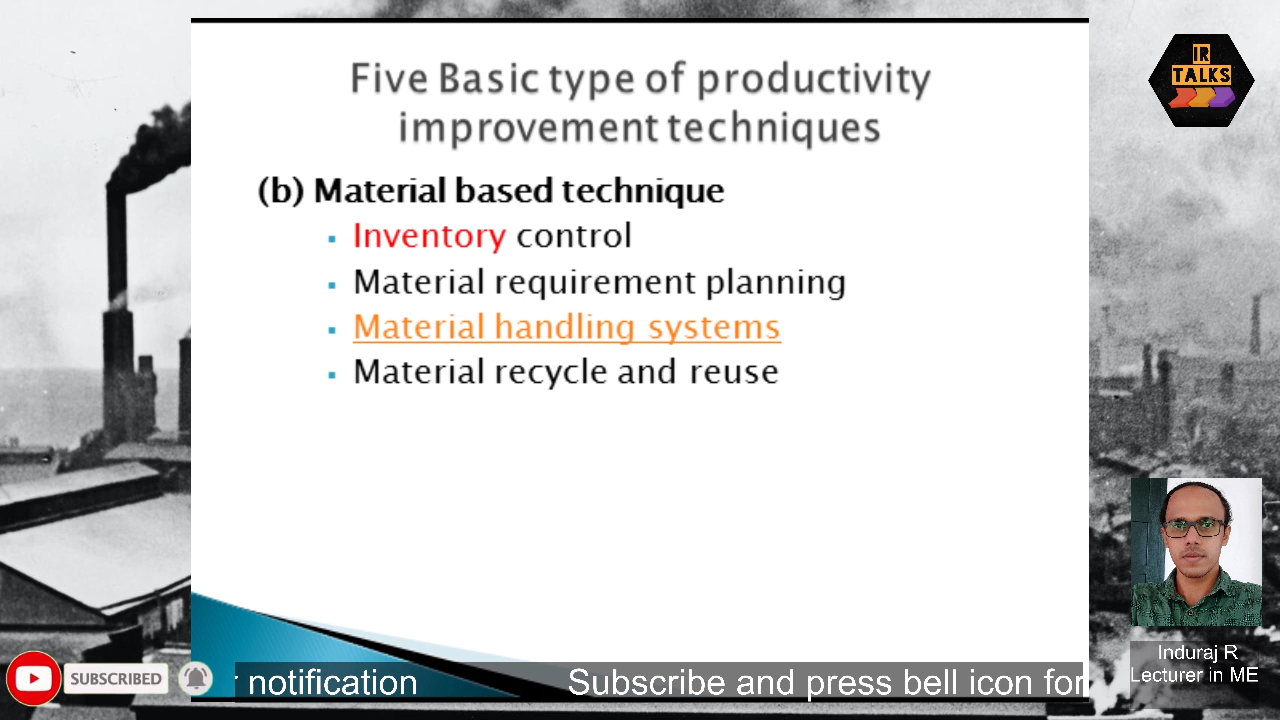 IR
TALKS
Five Basic type of productivity
improvement techniques
(b) Material based technique
Inventory control
Material requirement planning
Material handling systems
Material recycle and reuse
Induraj R
Lecturer in ME
SUBSCRIBED
notification Subscribe and press bell icon for